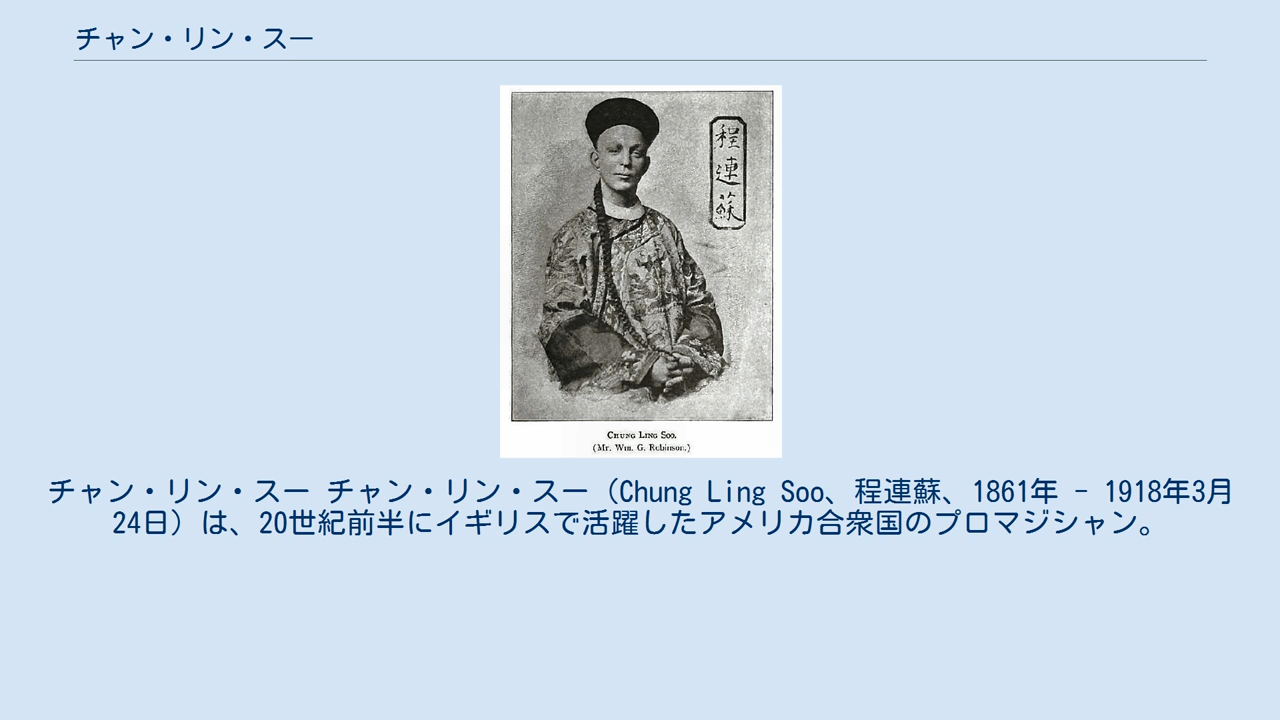 チャン・リン・スー
程連蘇
CHUNG LING SOO.
(Mr. Wm. G. Robinson.)
チャン・リン・スー チャン・リン・スー（Chung Ling Soo、程連蘇、1861年 - 1918年3月
24日）は、20世紀前半にイギリスで活躍したアメリカ合衆国のプロマジシャン。